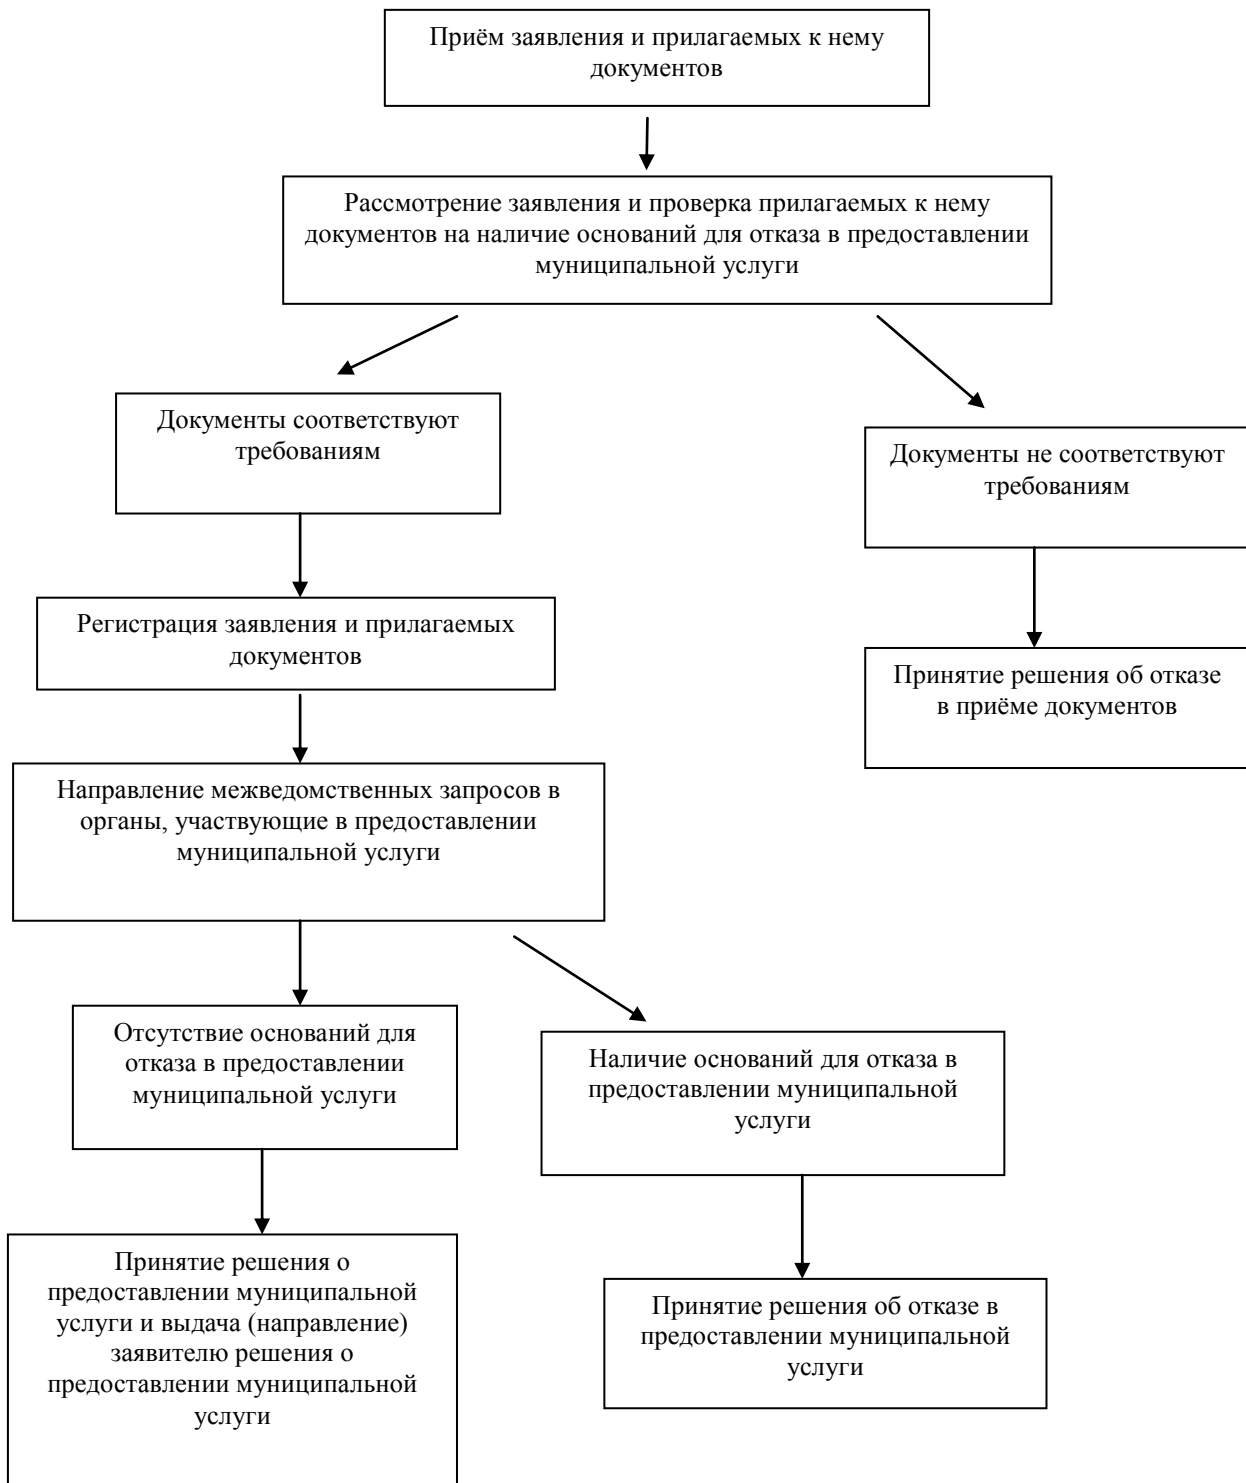 Приём заявления и прилагаемых к нему
документов
Рассмотрение заявления и проверка прилагаемых к нему
документов на наличие оснований для отказа в предоставлении
муниципальной услуги
Документы соответствуют
требованиям
Документы не соответствуют
требованиям
Регистрация заявления и прилагаемых
документов
Принятие решения об отказе
в приёме документов
Направление межведомственных запросов в
органы, участвующие в предоставлении
муниципальной услуги
Отсутствие оснований для
отказа в предоставлении
муниципальной услуги
Наличие оснований для отказа в
предоставлении муниципальной
услуги
Принятие решения о
предоставлении муниципальной
услуги и выдача (направление)
заявителю решения о
предоставлении муниципальной
услуги
Принятие решения об отказе в
предоставлении муниципальной
услуги